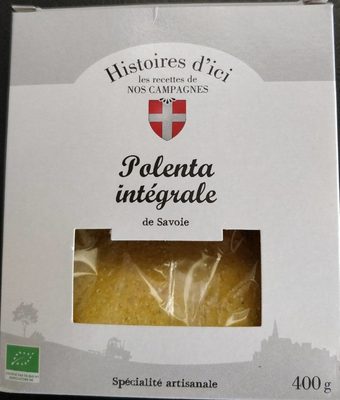 Histoires d'ici
les recettes de
NOS CAMPAGNES
Polenta
intégrale
de Savoie
Spécialité artisanale
400g